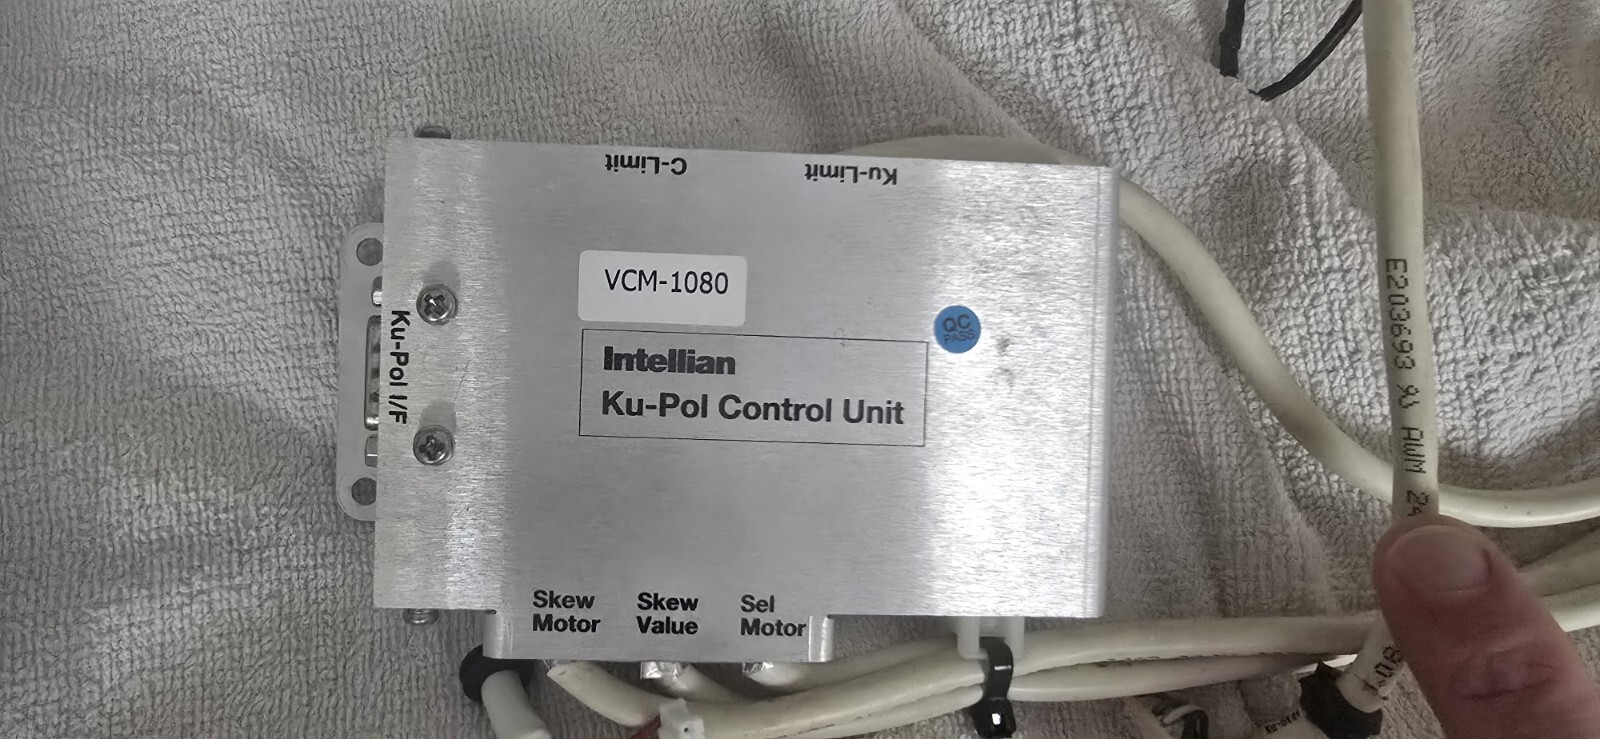 C-Limit
Ku-Limit
VCM-1080
QC
PASS
Intellian
Ku-Pol Control Unit
Ku-Pol I/F
Skew
Motor
Skew
Value
Sel
Motor
E203693
AWM 24